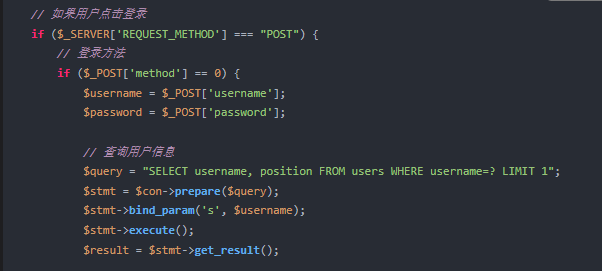 // 如果用户点击登录
if ($_SERVER['REQUEST_METHOD'] === "POST") {
// 登录方法
if ($_POST['method'] == 0) {
$username = $_POST['username'];
$password = $_POST['password'];
// 查询用户信息
$query = "SELECT username, position FROM users WHERE username=? LIMIT 1";
$stmt = $con->prepare($query);
$stmt->bind_param('s', $username);
$stmt->execute();
$result = $stmt->get_result();